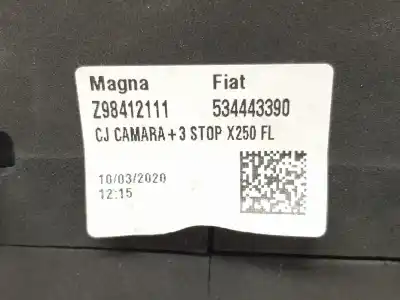 Magna Fiat
Z98412111 534443390
CJ CAMARA+3 STOP X250 FL
10/03/2020
12:15